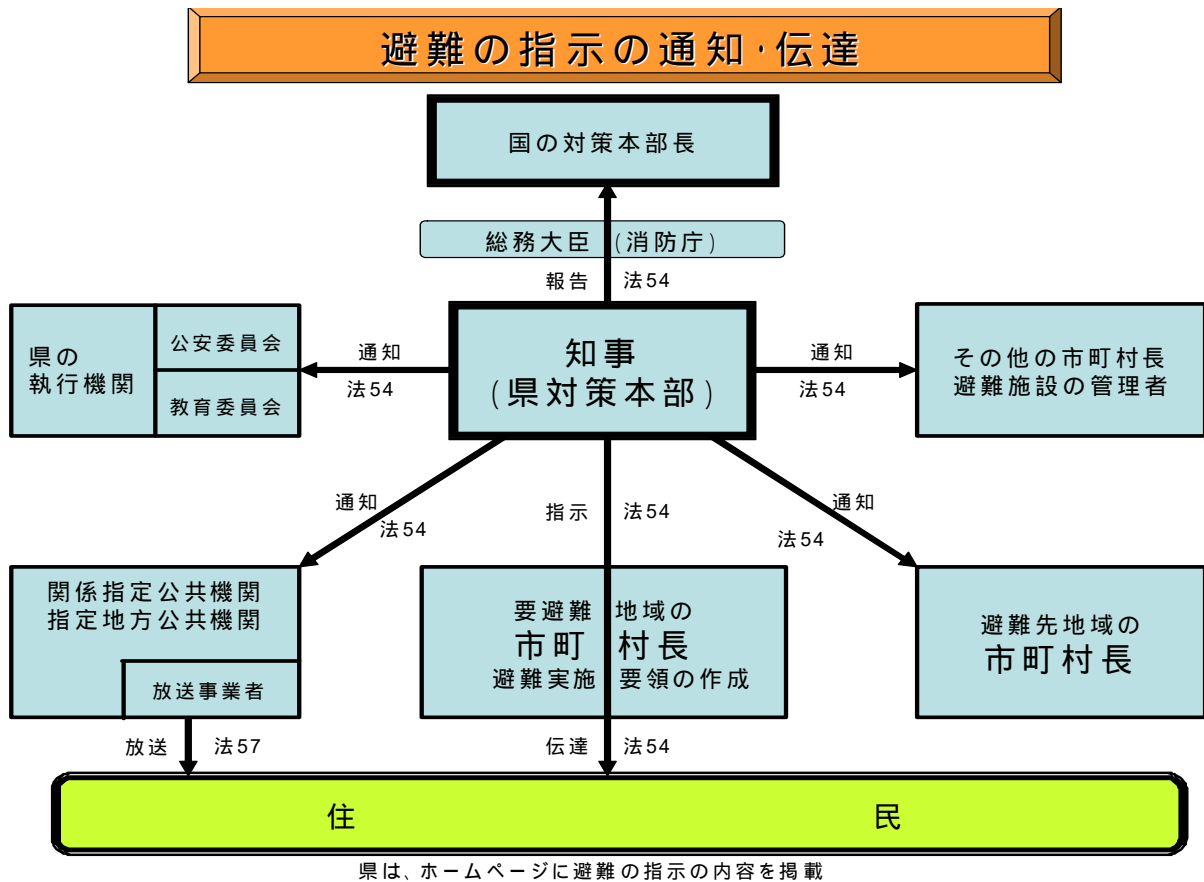 避難の指示の通知・伝達
国の対策本部長
総務大臣(消防庁)
報告 法54
県の
執行機関
公安委員会
教育委員会
通知
法54
知事
(県対策本部)
通知
法54
その他の市町村長
避難施設の管理者
通知
法54
指示 法54
通知
法54
関係指定公共機関
指定地方公共機関
放送事業者
要避難地域の
市町村長
避難実施要領の作成
避難先地域の
市町村長
放送 法57
伝達 法54
住民
県は、ホームページに避難の指示の内容を掲載